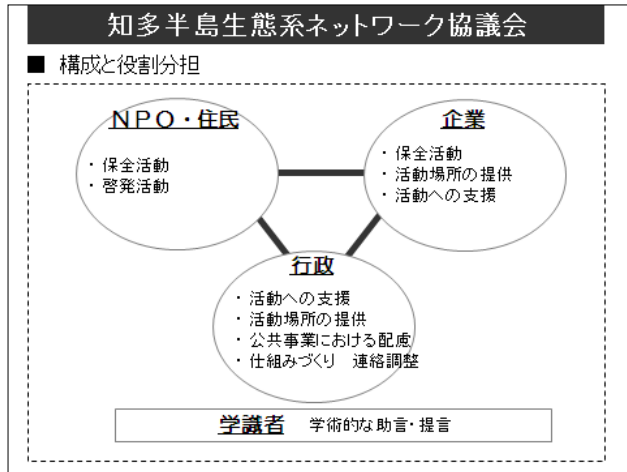 知多半島生態系ネットワーク協議会
■ 構成と役割分担
NPO・住民
・保全活動
・啓発活動
企業
・保全活動
・活動場所の提供
・活動への支援
行政
・活動への支援
・活動場所の提供
・公共事業における配慮
・仕組みづくり 連絡調整
学識者 学術的な助言・提言